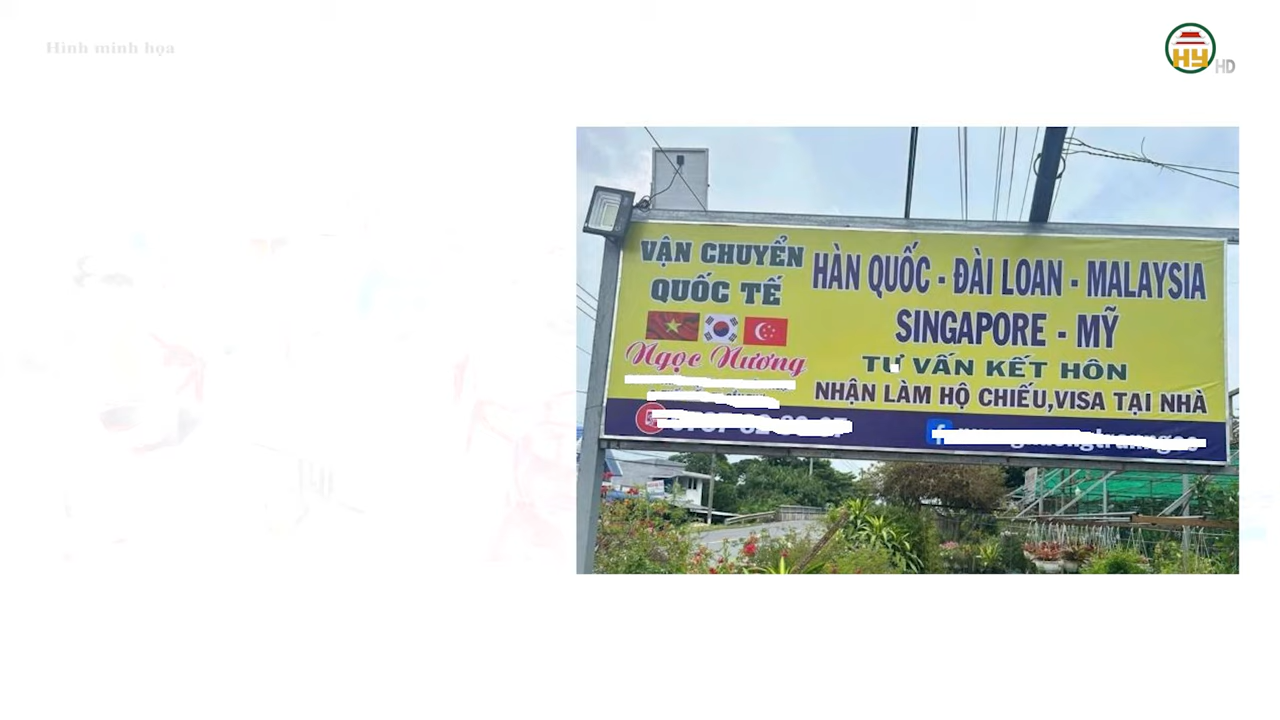 Hình minh họa
HY
HD
VẬN CHUYỂN
QUỐC TẾ
Ngọc Nương
HÀN QUỐC - ĐÀI LOAN - MALAYSIA
SINGAPORE - MỸ
TƯ VẤN KẾT HÔN
NHẬN LÀM HỘ CHIẾU,VISA TẠI NHÀ